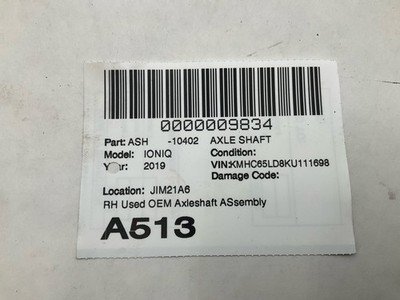 0000009834
Part: ASH -10402 AXLE SHAFT
Model: IONIQ Condition:
Year: 2019 VIN:KMHC65LD8KU111698
Damage Code:
Location: JIM21A6
RH Used OEM Axleshaft ASsembly
A513